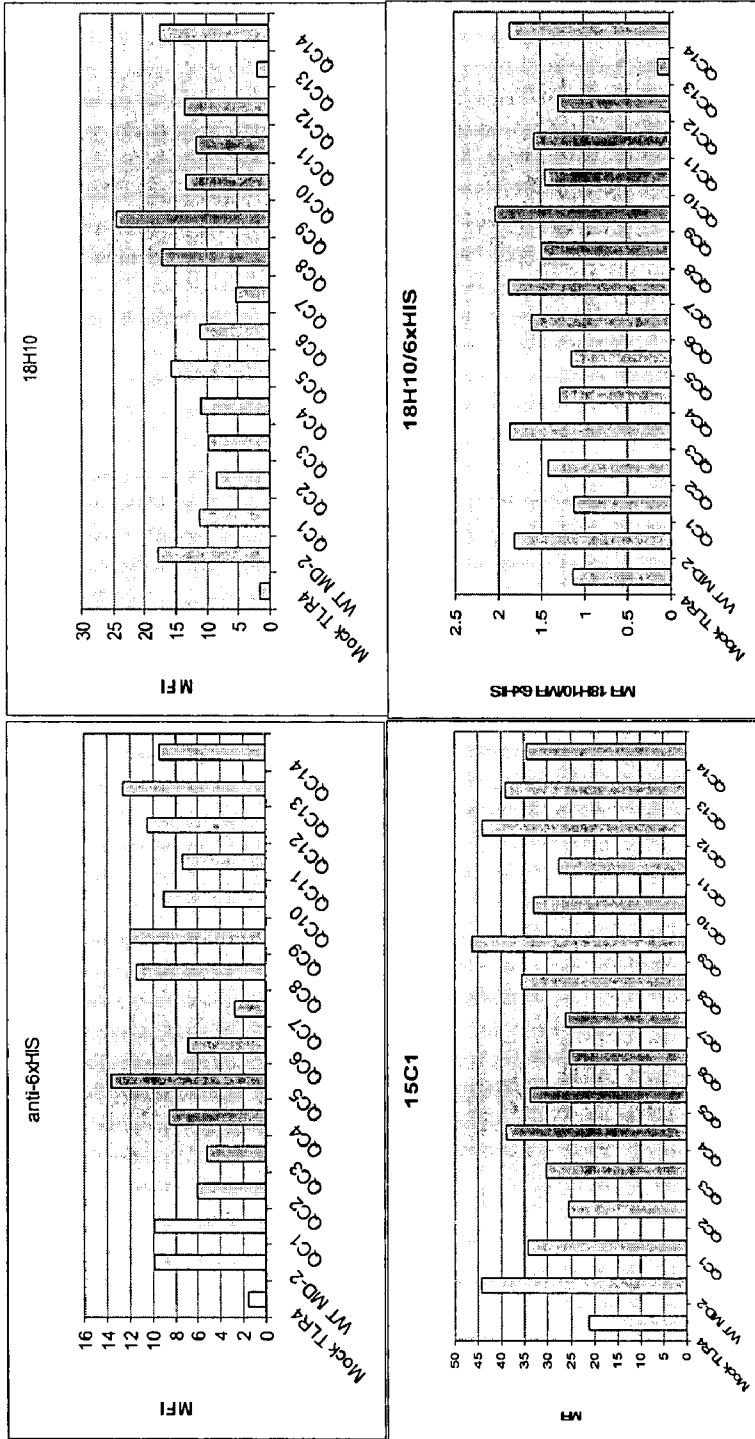 anti-6xHIS
MFI
16
14
12
10
8
6
4
2
0
Mock TLR4
WT MD-2
QC1
QC2
QC3
QC4
QC5
QC6
QC7
QC8
QC9
QC10
QC11
QC12
QC13
QC14
18H10
MFI
30
25
20
15
10
5
0
Mock TLR4
WT MD-2
QC1
QC2
QC3
QC4
QC5
QC6
QC7
QC8
QC9
QC10
QC11
QC12
QC13
QC14
15C1
MFI
50
45
40
35
30
25
20
15
10
5
0
Mock TLR4
WT MD-2
QC1
QC2
QC3
QC4
QC5
QC6
QC7
QC8
QC9
QC10
QC11
QC12
QC13
QC14
18H10/6xHIS
MFI 18H10/MFI 6xHIS
2.5
2
1.5
1
0.5
0
Mock TLR4
WT MD-2
QC1
QC2
QC3
QC4
QC5
QC6
QC7
QC8
QC9
QC10
QC11
QC12
QC13
QC14